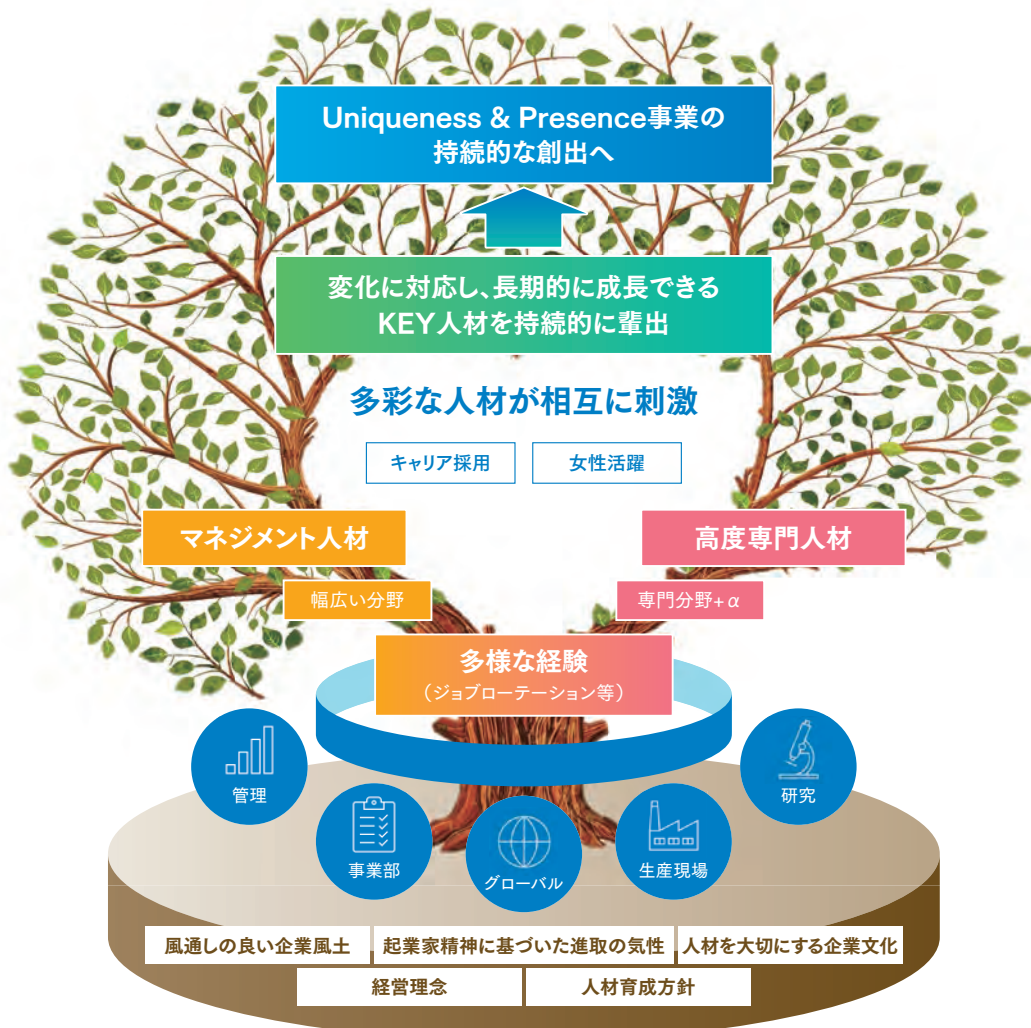 Uniqueness & Presence事業の
持続的な創出へ
変化に対応し、長期的に成長できる
KEY人材を持続的に輩出
多彩な人材が相互に刺激
キャリア採用
女性活躍
マネジメント人材
高度専門人材
幅広い分野
専門分野+α
多様な経験
(ジョブローテーション等)
管理
研究
事業部
グローバル
生産現場
風通しの良い企業風土
起業家精神に基づいた進取の気性
人材を大切にする企業文化
経営理念
人材育成方針